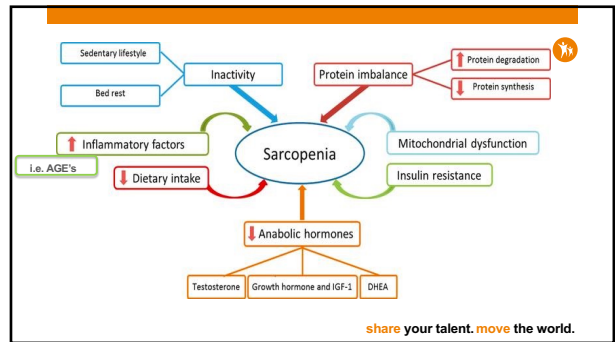 Sedentary lifestyle
Bed rest
Inactivity
Protein imbalance
Protein degradation
Protein synthesis
Inflammatory factors
i.e. AGE's
Dietary intake
Sarcopenia
Mitochondrial dysfunction
Insulin resistance
Anabolic hormones
Testosterone
Growth hormone and IGF-1
DHEA
share your talent. move the world.